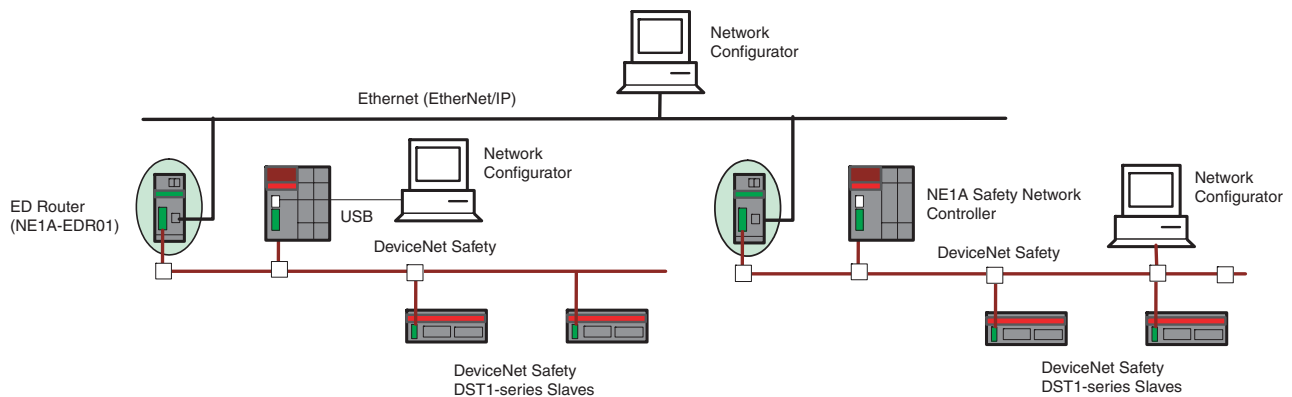 Network
Configurator
Ethernet (EtherNet/IP)
Network
Configurator
ED Router
(NE1A-EDR01)
USB
DeviceNet Safety
DeviceNet Safety
DST1-series Slaves
NE1A Safety Network
Controller
Network
Configurator
DeviceNet Safety
DeviceNet Safety
DST1-series Slaves